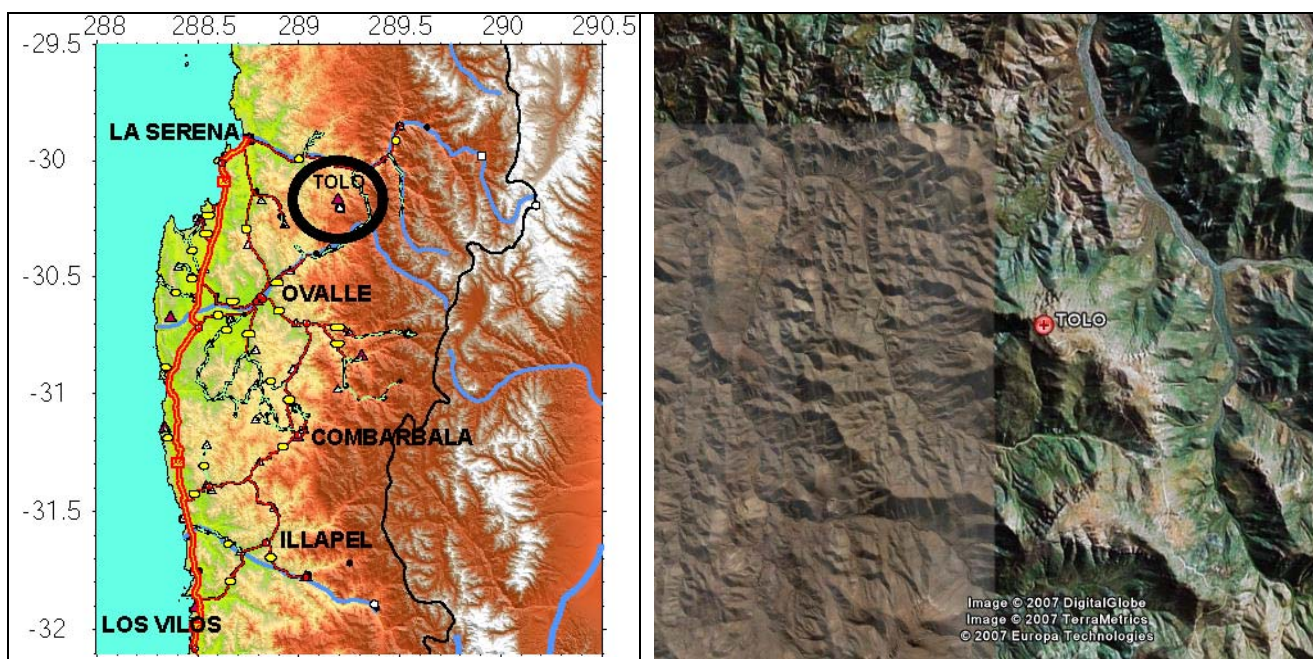 288 288.5 289 289.5 290 290.5
-29.5
LA SERENA
-30
TOLO
-30.5
OVALLE
-31
COMBARBALA
-31.5
ILLAPEL
LOS VILOS
-32
TOLO
Image © 2007 DigitalGlobe
Image © 2007 TerraMetrics
© 2007 Europa Technologies